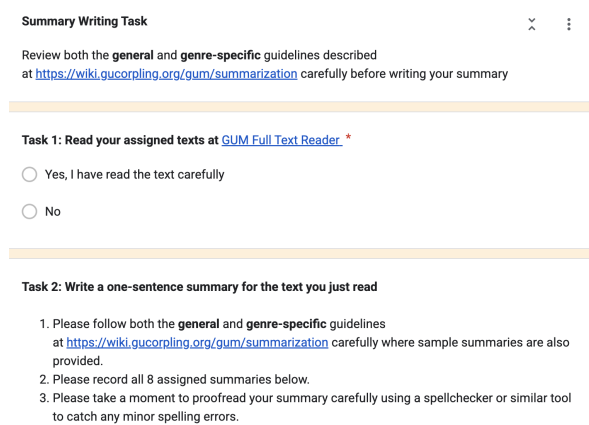 Summary Writing Task
Review both the general and genre-specific guidelines described
at https://wiki.gucorpling.org/gum/summarization carefully before writing your summary
Task 1: Read your assigned texts at GUM Full Text Reader *
Yes, I have read the text carefully
No
Task 2: Write a one-sentence summary for the text you just read
1. Please follow both the general and genre-specific guidelines
at https://wiki.gucorpling.org/gum/summarization carefully where sample summaries are also
provided.
2. Please record all 8 assigned summaries below.
3. Please take a moment to proofread your summary carefully using a spellchecker or similar tool
to catch any minor spelling errors.